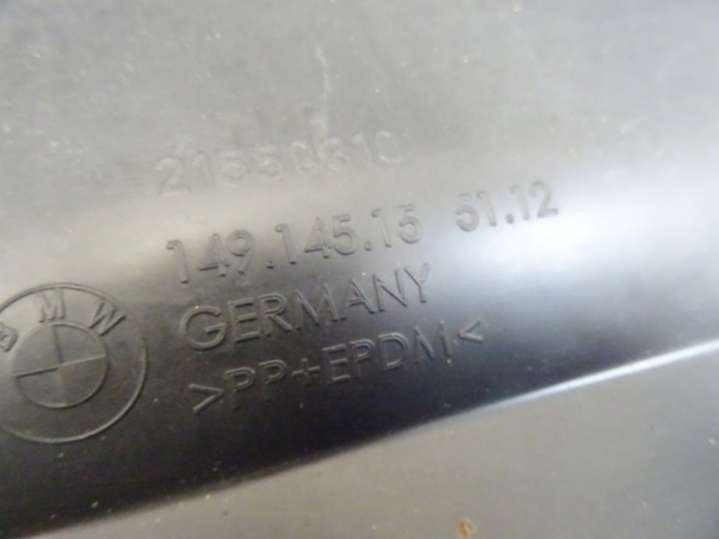 149.145.15 51.12
BMW
GERMANY
>PP+EPDM<